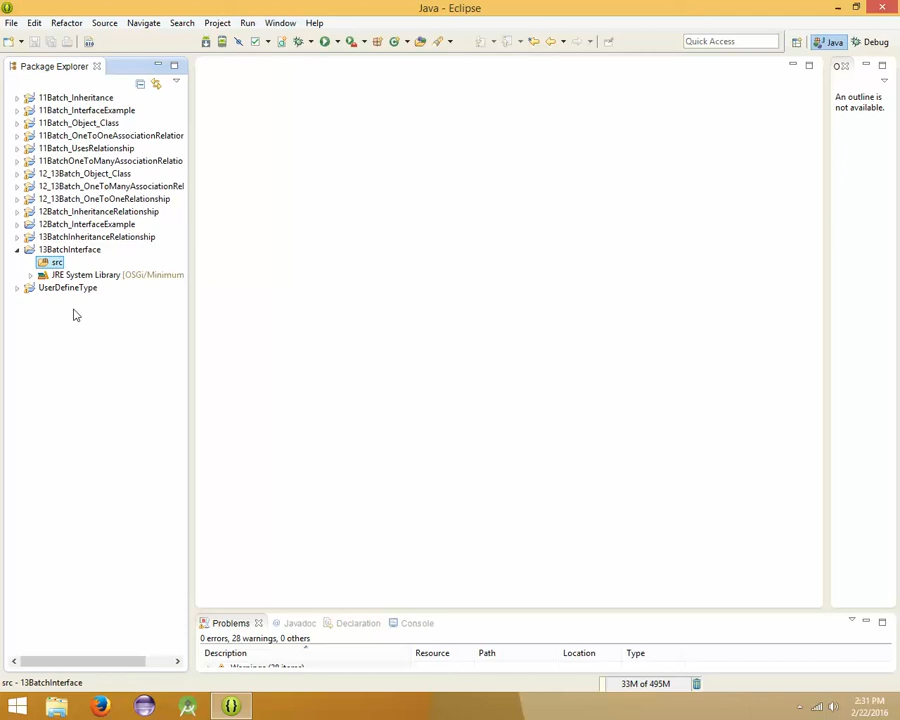 Java - Eclipse
File Edit Refactor Source Navigate Search Project Run Window Help
Quick Access
Java
Debug
Package Explorer
11Batch_Inheritance
11Batch_InterfaceExample
11Batch_Object_Class
11Batch_OneToOneAssociationRelation
11Batch_UsesRelationship
11BatchOneToManyAssociationRelatio
12_13Batch_Object_Class
12_13Batch_OneToManyAssociationRel
12_13Batch_OneToOneRelationship
12Batch_InheritanceRelationship
12Batch_InterfaceExample
13BatchInheritanceRelationship
13BatchInterface
src
JRE System Library [OSGi/Minimum
UserDefineType
O
An outline is
not available.
Problems Javadoc Declaration Console
0 errors, 28 warnings, 0 others
Description Resource Path Location Type
Warnings (28 items)
src - 13BatchInterface
33M of 495M
2:31 PM
2/22/2016